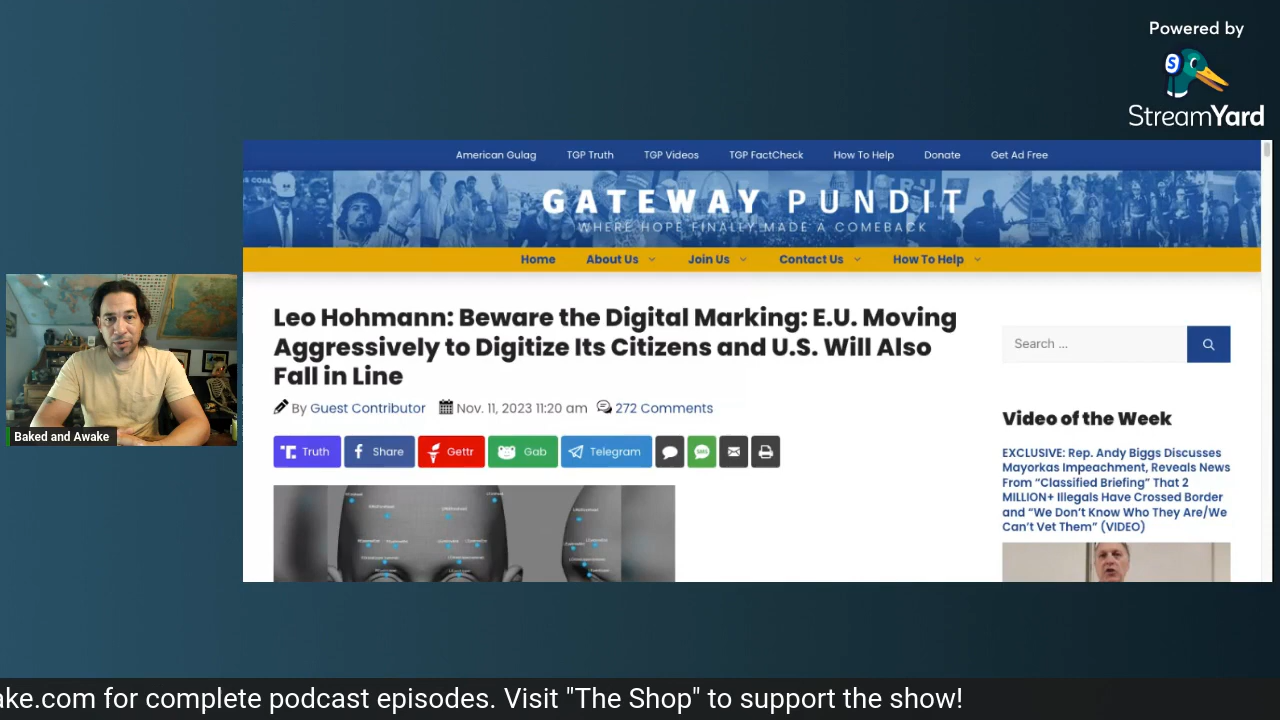 Powered by
StreamYard
American Gulag TGP Truth TGP Videos TGP FactCheck How To Help Donate Get Ad Free
GATEWAY PUNDIT
WHERE HOPE FINALLY MADE A COMEBACK
Home About Us Join Us Contact Us How To Help
Leo Hohmann: Beware the Digital Marking: E.U. Moving
Aggressively to Digitize Its Citizens and U.S. Will Also
Fall in Line
By Guest Contributor Nov. 11, 2023 11:20 am 272 Comments
Truth Share Gettr Gab Telegram
Search ...
Video of the Week
EXCLUSIVE: Rep. Andy Biggs Discusses
Mayorkas Impeachment, Reveals News
From “Classified Briefing” That 2
MILLION+ Illegals Have Crossed Border
and “We Don’t Know Who They Are/We
Can’t Vet Them” (VIDEO)
Baked and Awake
ake.com for complete podcast episodes. Visit "The Shop" to support the show!